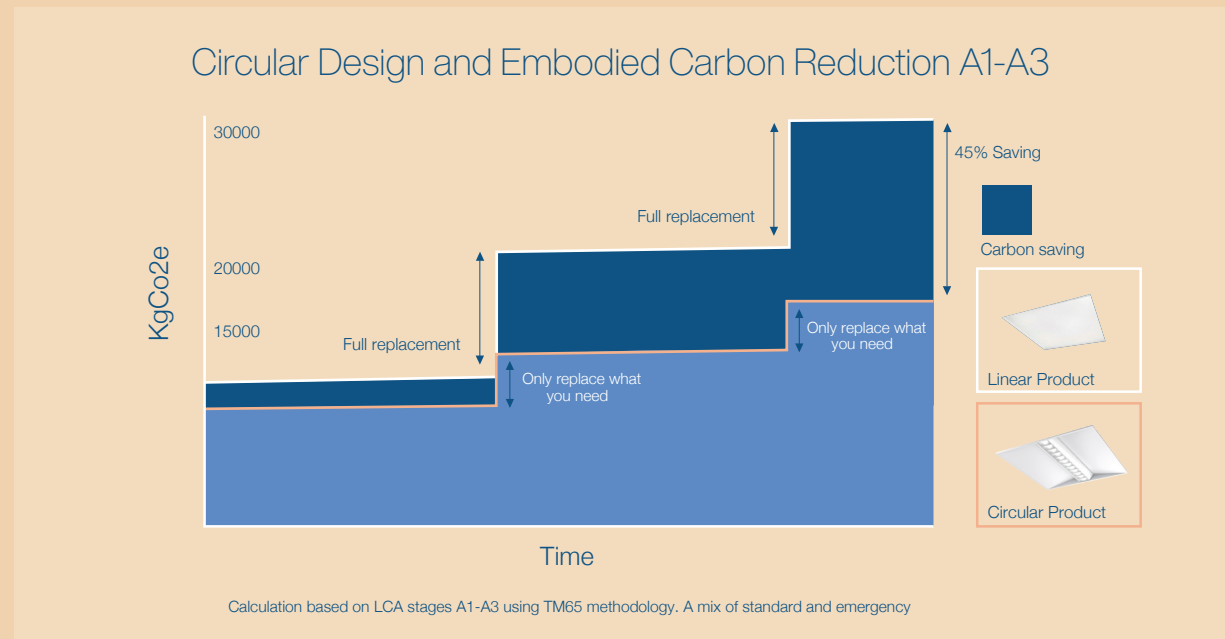 Circular Design and Embodied Carbon Reduction A1-A3
30000
45% Saving
Full replacement
Carbon saving
KgCo2e
20000
15000
Full replacement
Only replace what
you need
Only replace what
you need
Linear Product
Circular Product
Time
Calculation based on LCA stages A1-A3 using TM65 methodology. A mix of standard and emergency